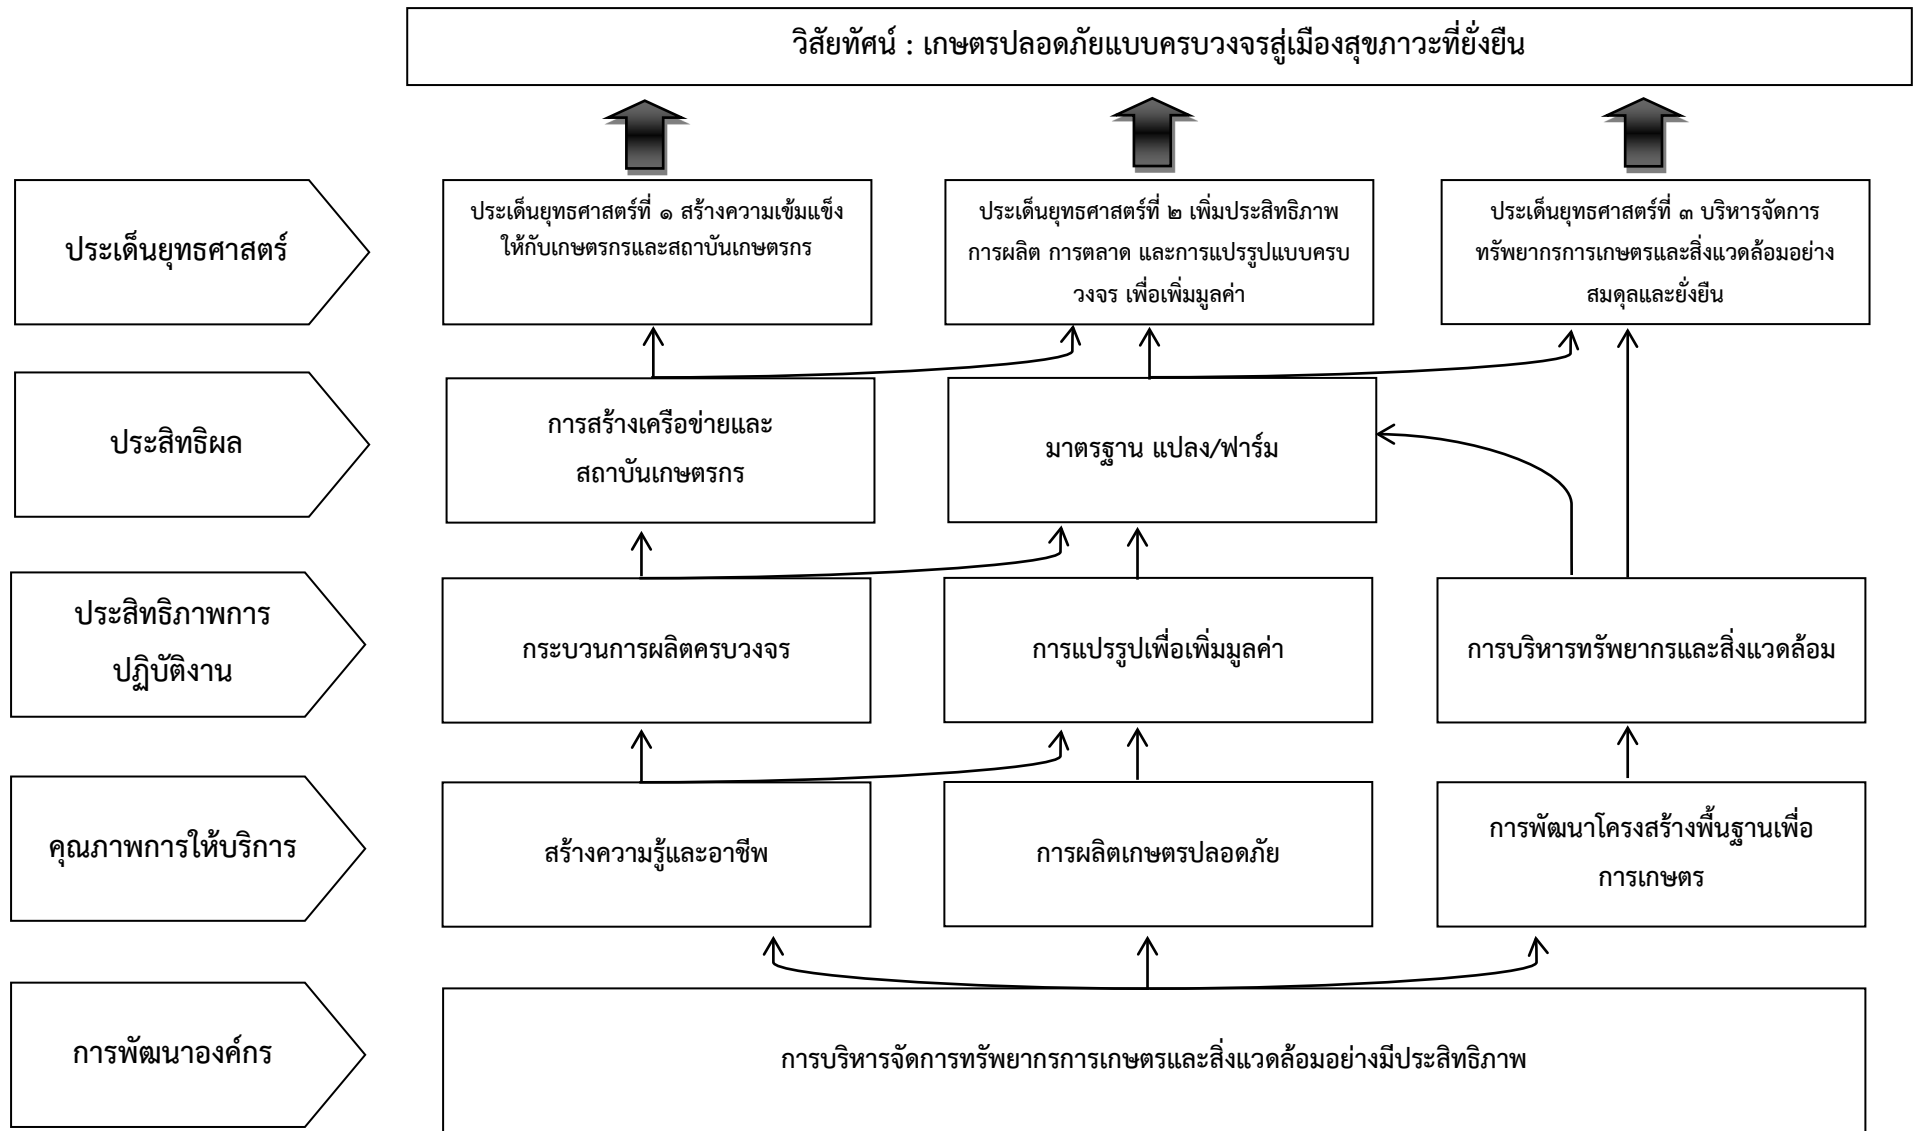 วิสัยทัศน์ : เกษตรปลอดภัยแบบครบวงจรสู่เมืองสุขภาวะที่ยั่งยืน
ประเด็นยุทธศาสตร์
ประเด็นยุทธศาสตร์ที่ ๑ สร้างความเข้มแข็ง
ให้กับเกษตรกรและสถาบันเกษตรกร
ประเด็นยุทธศาสตร์ที่ ๒ เพิ่มประสิทธิภาพ
การผลิต การตลาด และการแปรรูปแบบครบ
วงจร เพื่อเพิ่มมูลค่า
ประเด็นยุทธศาสตร์ที่ ๓ บริหารจัดการ
ทรัพยากรการเกษตรและสิ่งแวดล้อมอย่าง
สมดุลและยั่งยืน
ประสิทธิผล
การสร้างเครือข่ายและ
สถาบันเกษตรกร
มาตรฐาน แปลง/ฟาร์ม
ประสิทธิภาพการ
ปฏิบัติงาน
กระบวนการผลิตครบวงจร
การแปรรูปเพื่อเพิ่มมูลค่า
การบริหารทรัพยากรและสิ่งแวดล้อม
คุณภาพการให้บริการ
สร้างความรู้และอาชีพ
การผลิตเกษตรปลอดภัย
การพัฒนาโครงสร้างพื้นฐานเพื่อ
การเกษตร
การพัฒนาองค์กร
การบริหารจัดการทรัพยากรการเกษตรและสิ่งแวดล้อมอย่างมีประสิทธิภาพ